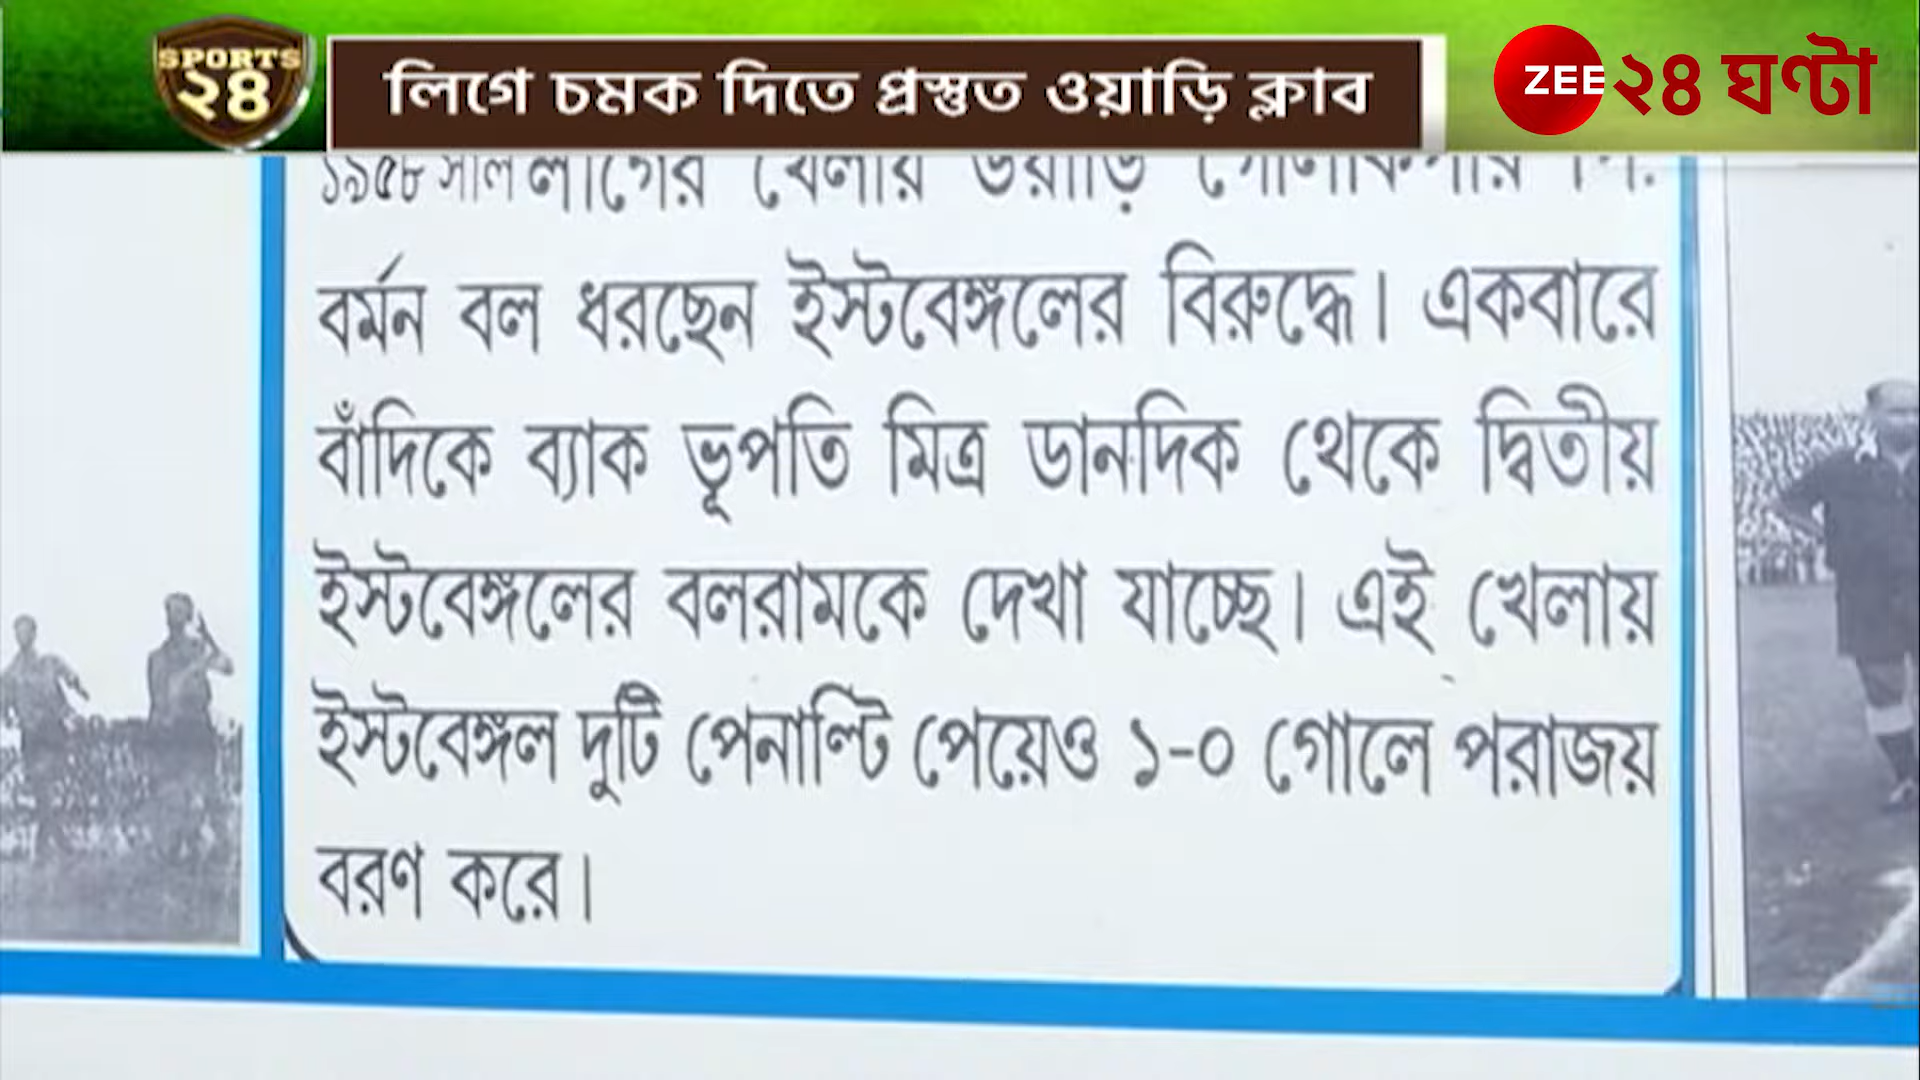 SPORTS
২৪
লিগে চমক দিতে প্রস্তুত ওয়াড়ি ক্লাব
ZEE ২৪ ঘণ্টা
১৯৫৮ সাল লীগের খেলায়
বর্মন বল ধরছেন ইস্টবেঙ্গলের বিরুদ্ধে। একবারে
বাঁদিকে ব্যাক ভূপতি মিত্র ডানদিক থেকে দ্বিতীয়
ইস্টবেঙ্গলের বলরামকে দেখা যাচ্ছে। এই খেলায়
ইস্টবেঙ্গল দুটি পেনাল্টি পেয়েও ১-০ গোলে পরাজয়
বরণ করে।